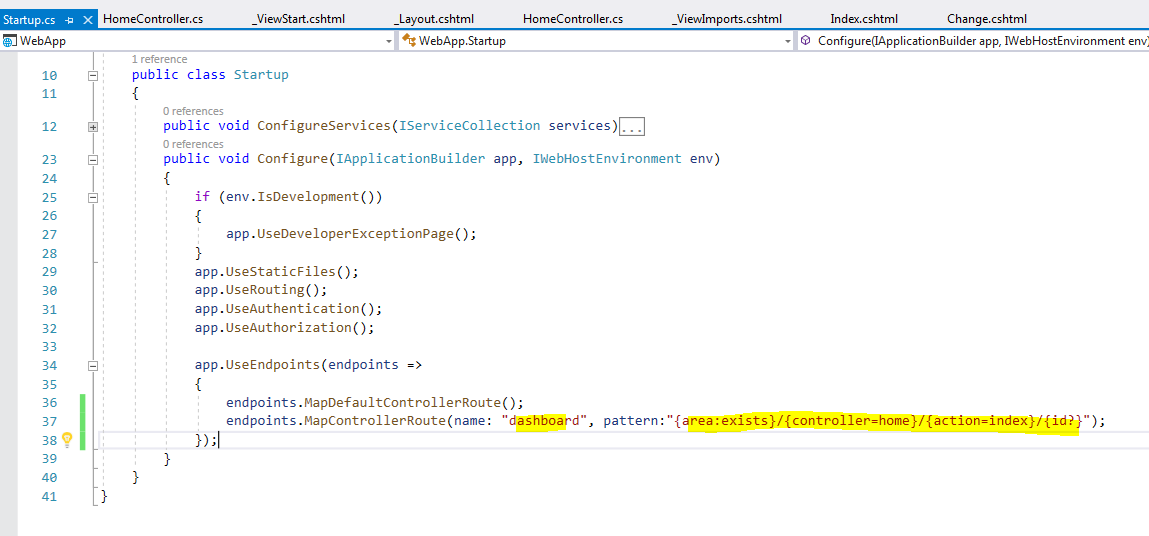 Startup.cs HomeController.cs _ViewStart.cshtml _Layout.cshtml HomeController.cs _ViewImports.cshtml Index.cshtml Change.cshtml
WebApp WebApp.Startup Configure(IApplicationBuilder app, IWebHostEnvironment env)
1 reference
10 public class Startup
11 {
0 references
12 public void ConfigureServices(IServiceCollection services)...
0 references
23 public void Configure(IApplicationBuilder app, IWebHostEnvironment env)
24 {
25 if (env.IsDevelopment())
26 {
27 app.UseDeveloperExceptionPage();
28 }
29 app.UseStaticFiles();
30 app.UseRouting();
31 app.UseAuthentication();
32 app.UseAuthorization();
33
34 app.UseEndpoints(endpoints =>
35 {
36 endpoints.MapDefaultControllerRoute();
37 endpoints.MapControllerRoute(name: "dashboard", pattern:"{area:exists}/{controller=home}/{action=index}/{id?}");
38 });
39 }
40 }
41 }